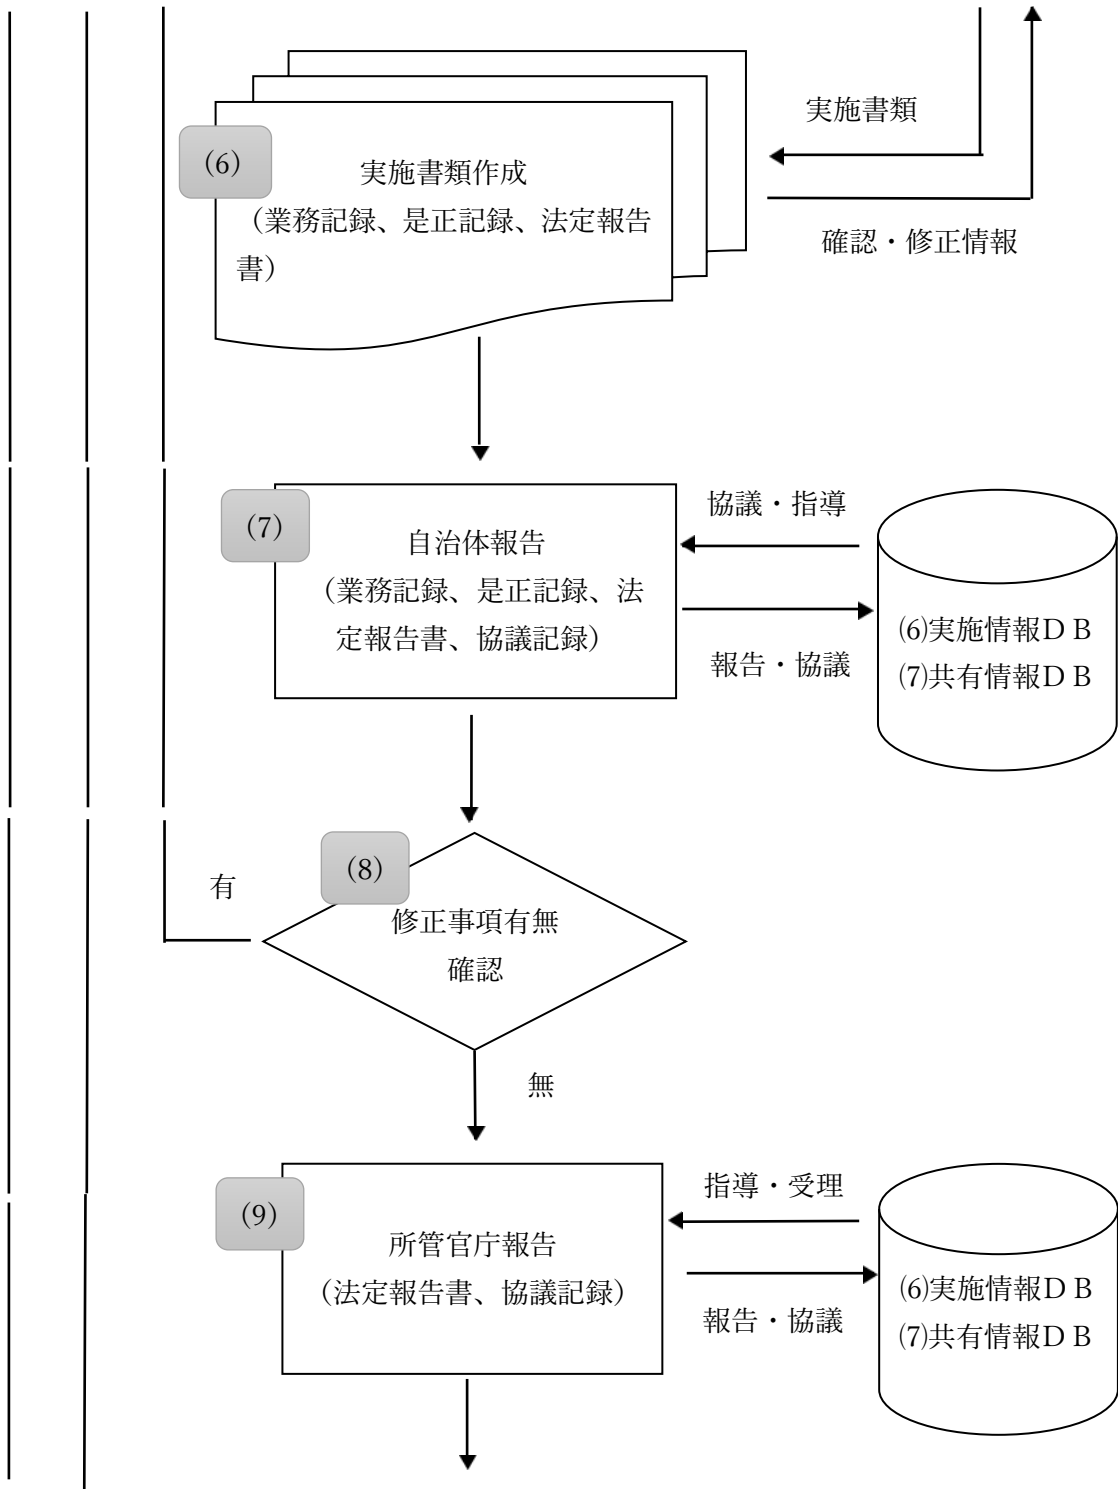 実施書類
(6)
実施書類作成
（業務記録、是正記録、法定報告
書）
確認・修正情報
(7)
自治体報告
（業務記録、是正記録、法
定報告書、協議記録）
協議・指導
報告・協議
⑹実施情報ＤＢ
⑺共有情報ＤＢ
(8)
有
修正事項有無
確認
無
(9)
所管官庁報告
（法定報告書、協議記録）
指導・受理
報告・協議
⑹実施情報ＤＢ
⑺共有情報ＤＢ